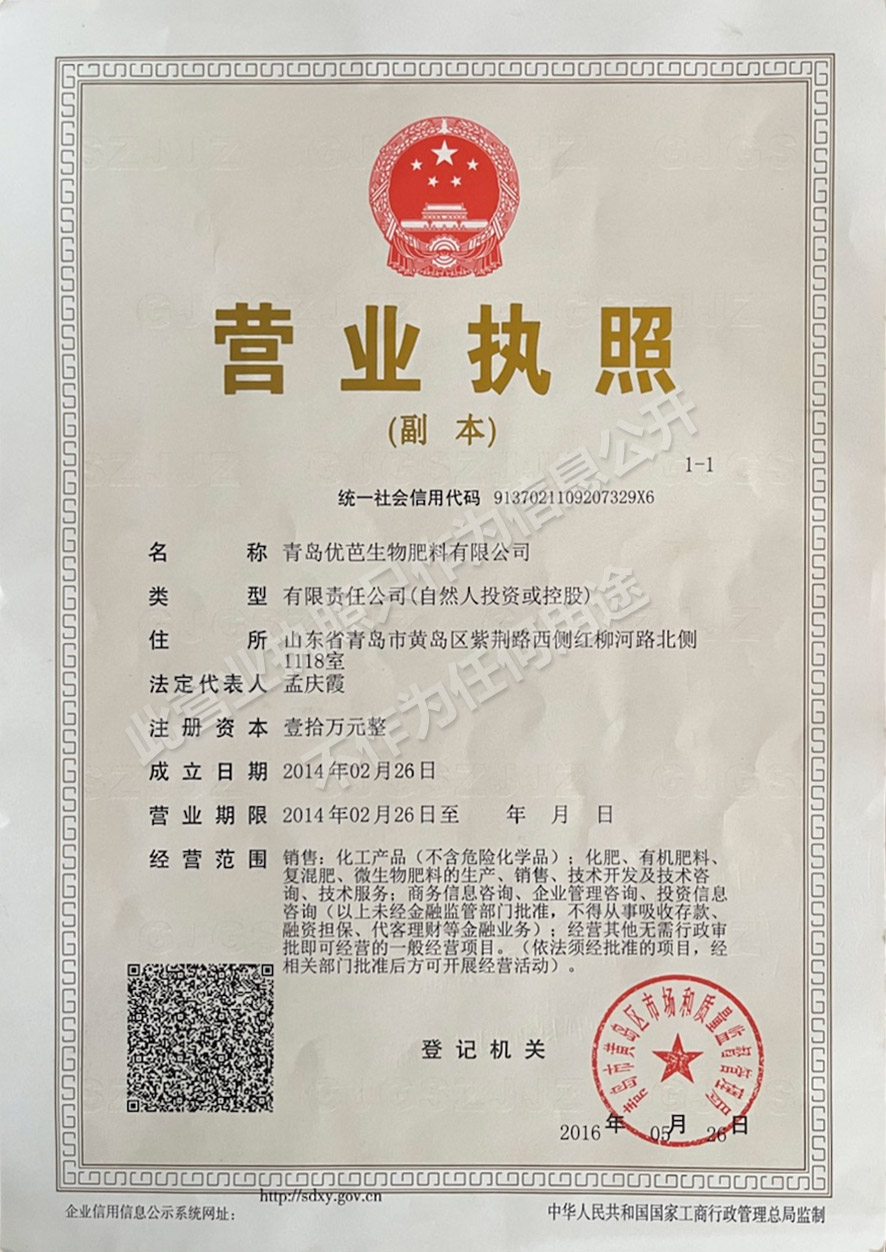 营业执照
(副 本)
1-1
统一社会信用代码 9137021109207329X6
名称 青岛优芭生物肥料有限公司
类型 有限责任公司(自然人投资或控股)
住所 山东省青岛市黄岛区紫荆路西侧红柳河路北侧
1118室
法定代表人 孟庆霞
注册资本 壹拾万元整
成立日期 2014年02月26日
营业期限 2014年02月26日至 年 月 日
经营范围 销售：化工产品（不含危险化学品）；化肥、有机肥料、
复混肥、微生物肥料的生产、销售、技术开发及技术咨
询、技术服务；商务信息咨询、企业管理咨询、投资信息
咨询（以上未经金融监管部门批准，不得从事吸收存款、
融资担保、代客理财等金融业务）；经营其他无需行政审
批即可经营的一般经营项目。（依法须经批准的项目，经
相关部门批准后方可开展经营活动）。
此营业执照只作为信息公开
不作为任何用途
登记机关
青岛市黄岛区市场和质量监督管理局
2016年05月26日
http://sdxy.gov.cn
企业信用信息公示系统网址：
中华人民共和国国家工商行政管理总局监制